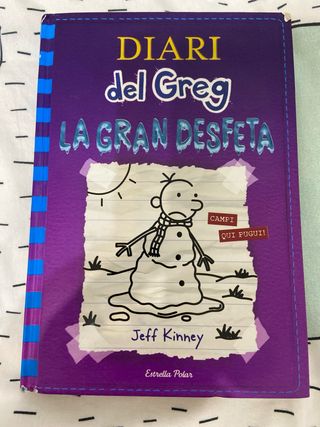 DIARI
del Greg
LA GRAN DESFETA
CAMPI
QUI PUGUI!
Jeff Kinney
Estrella Polar